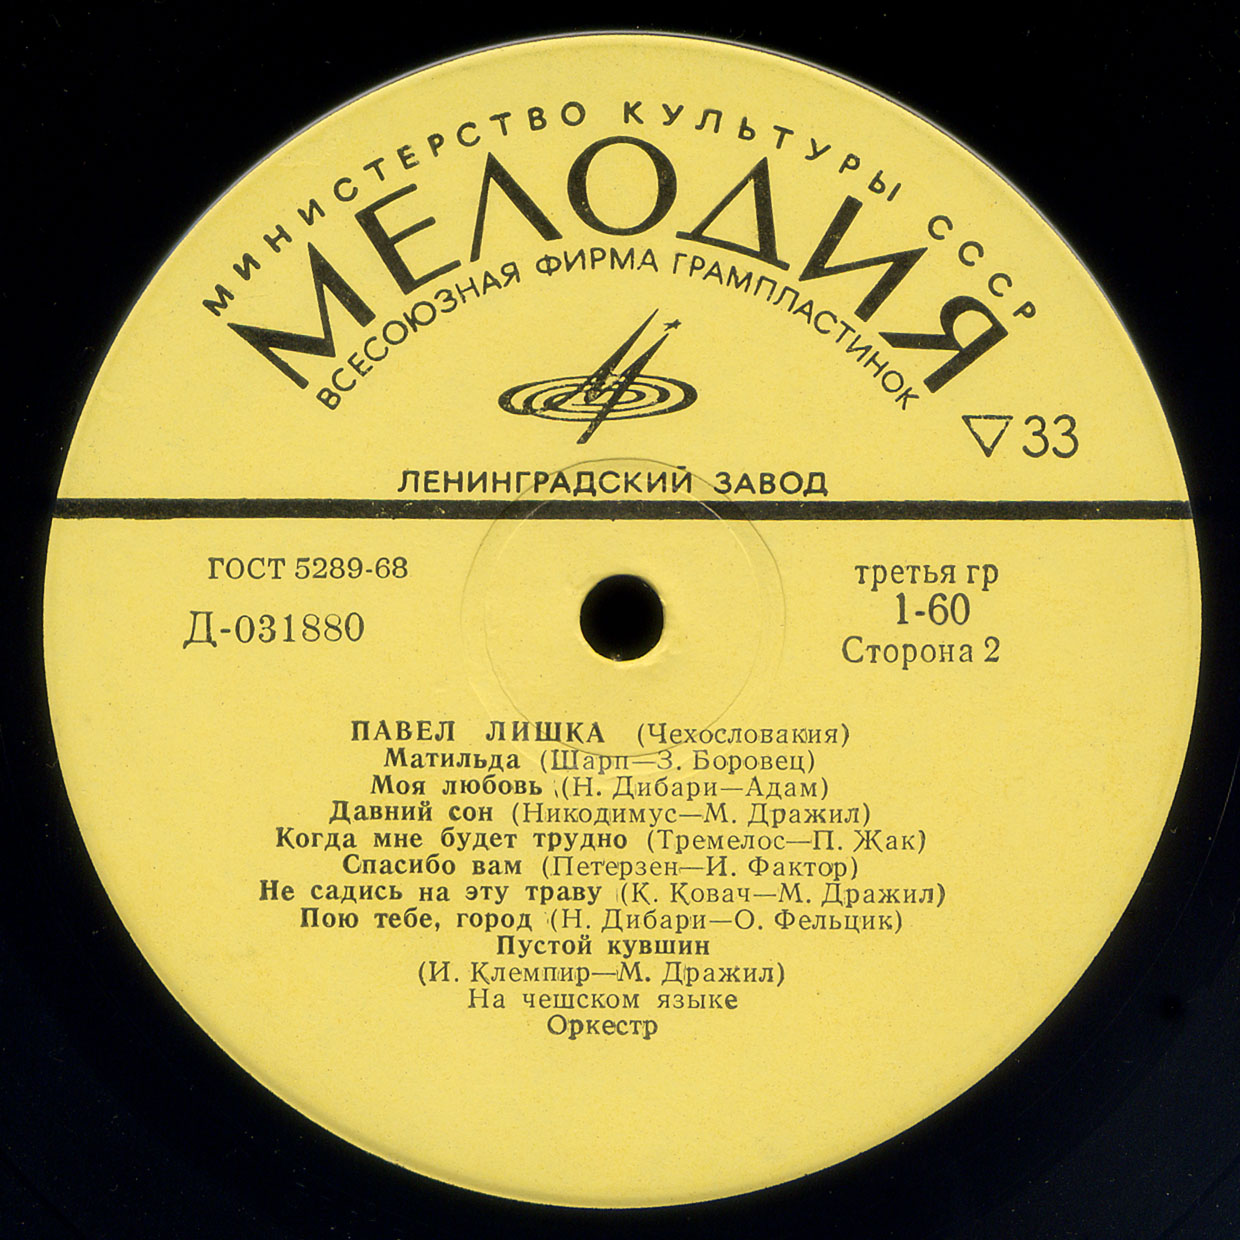 МИНИСТЕРСТВО КУЛЬТУРЫ СССР
МЕЛОДИЯ
ВСЕСОЮЗНАЯ ФИРМА ГРАМПЛАСТИНОК
33
ЛЕНИНГРАДСКИЙ ЗАВОД
ГОСТ 5289-68
Д-031880
третья гр
1-60
Сторона 2
ПАВЕЛ ЛИШКА (Чехословакия)
Матильда (Шарп—З. Боровец)
Моя любовь (Н. Дибари—Адам)
Давний сон (Никодимус—М. Дражил)
Когда мне будет трудно (Тремелос—П. Жак)
Спасибо вам (Петерзен—И. Фактор)
Не садись на эту траву (К. Ковач—М. Дражил)
Пою тебе, город (Н. Дибари—О. Фельцик)
Пустой кувшин
(И. Клемпир—М. Дражил)
На чешском языке
Оркестр